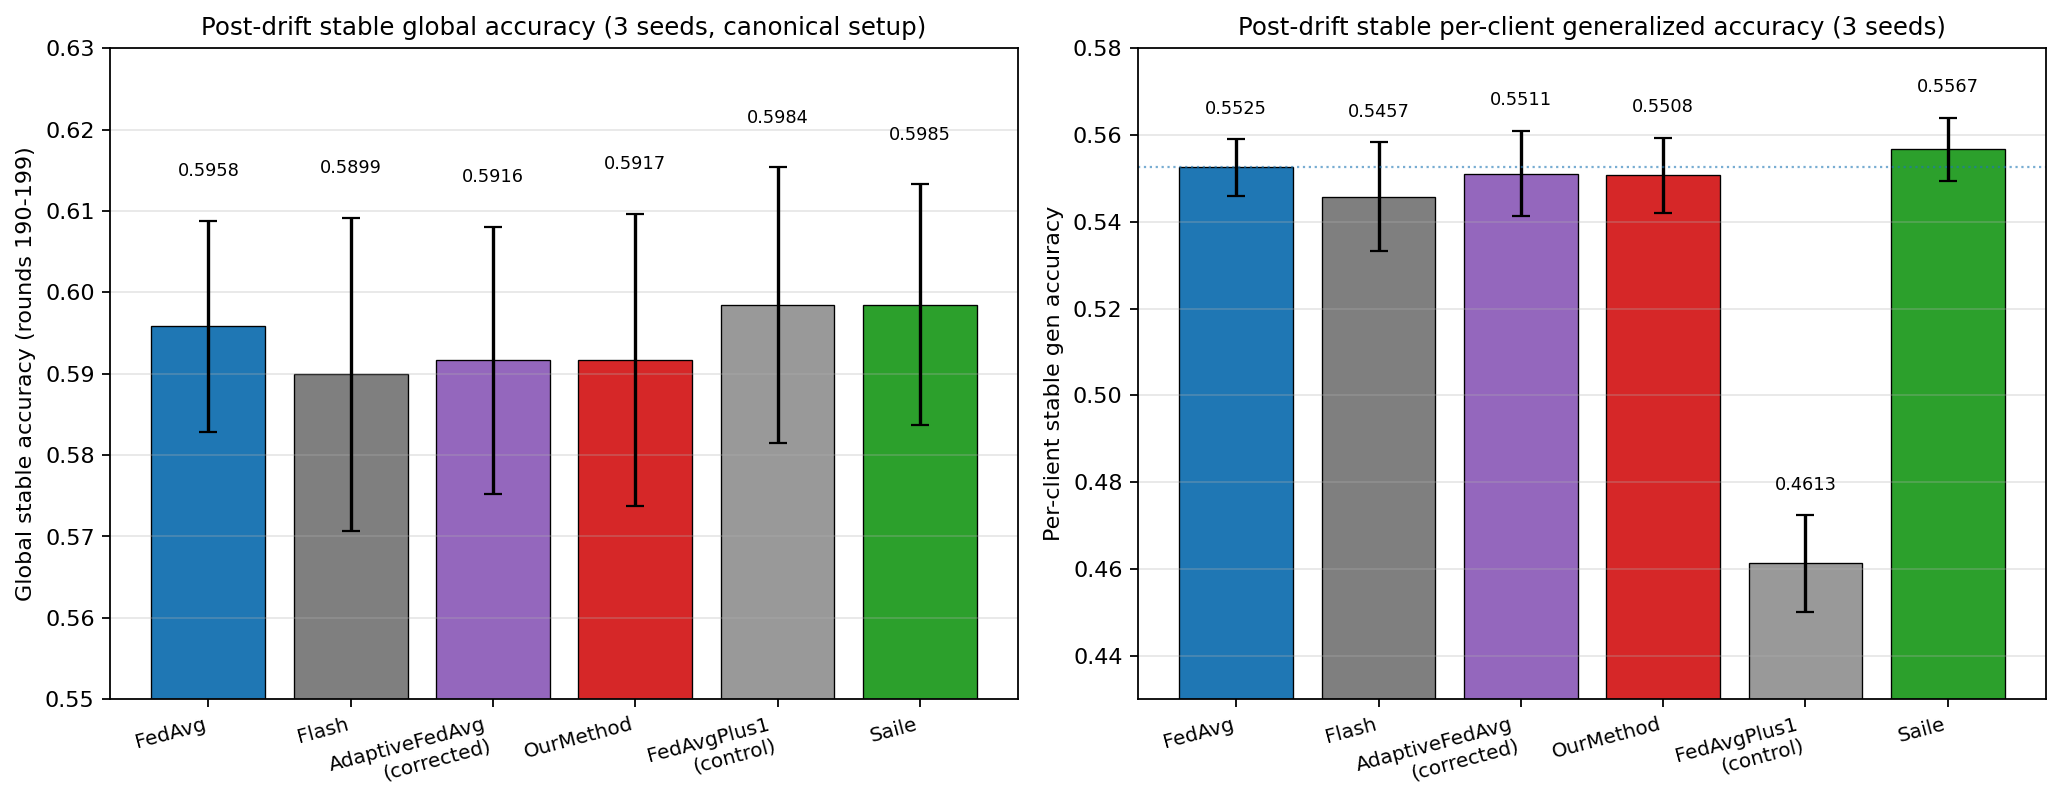 Post-drift stable global accuracy (3 seeds, canonical setup)
Global stable accuracy (rounds 190-199)
0.63
0.62
0.61
0.60
0.59
0.58
0.57
0.56
0.55
0.5958
0.5899
0.5916
0.5917
0.5984
0.5985
FedAvg
Flash
AdaptiveFedAvg
(corrected)
OurMethod
FedAvgPlus1
(control)
Saile
Post-drift stable per-client generalized accuracy (3 seeds)
Per-client stable gen accuracy
0.58
0.56
0.54
0.52
0.50
0.48
0.46
0.44
0.5525
0.5457
0.5511
0.5508
0.4613
0.5567
FedAvg
Flash
AdaptiveFedAvg
(corrected)
OurMethod
FedAvgPlus1
(control)
Saile